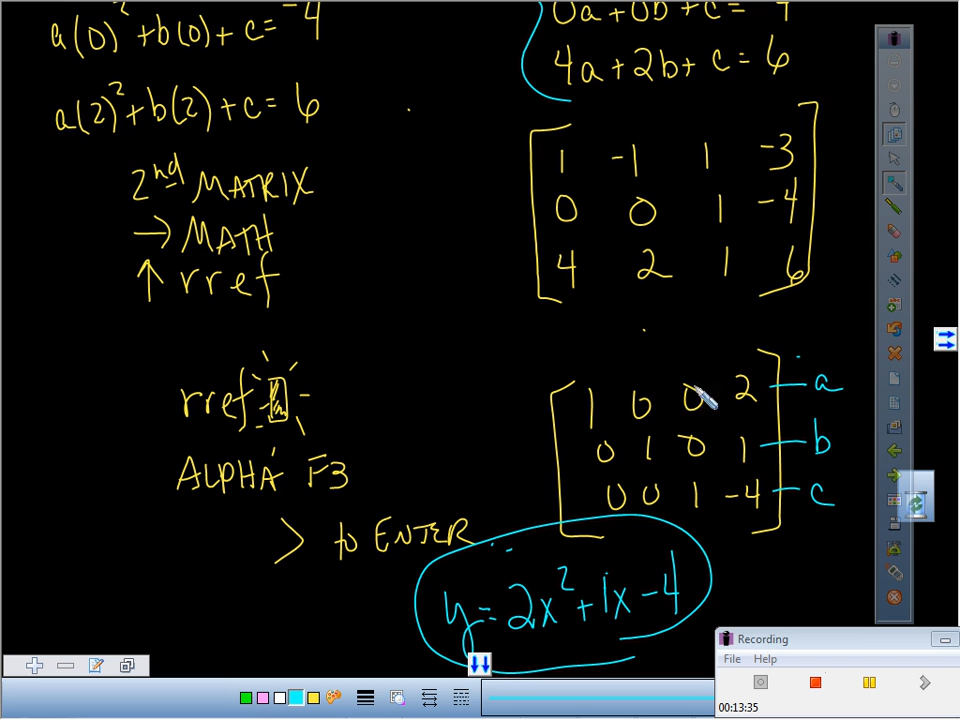 a(0)²+b(0)+c=-4
0a+0b+c=-4
4a+2b+c=6
a(2)²+b(2)+c=6
1 -1 1 -3
0 0 1 -4
4 2 1 6
2nd MATRIX
→ MATH
↑ rref
rref
ALPHA F3
> to ENTER
1 0 0 2 - a
0 1 0 1 - b
0 0 1 -4 - c
y=2x²+1x-4
Recording
File Help
00:13:35